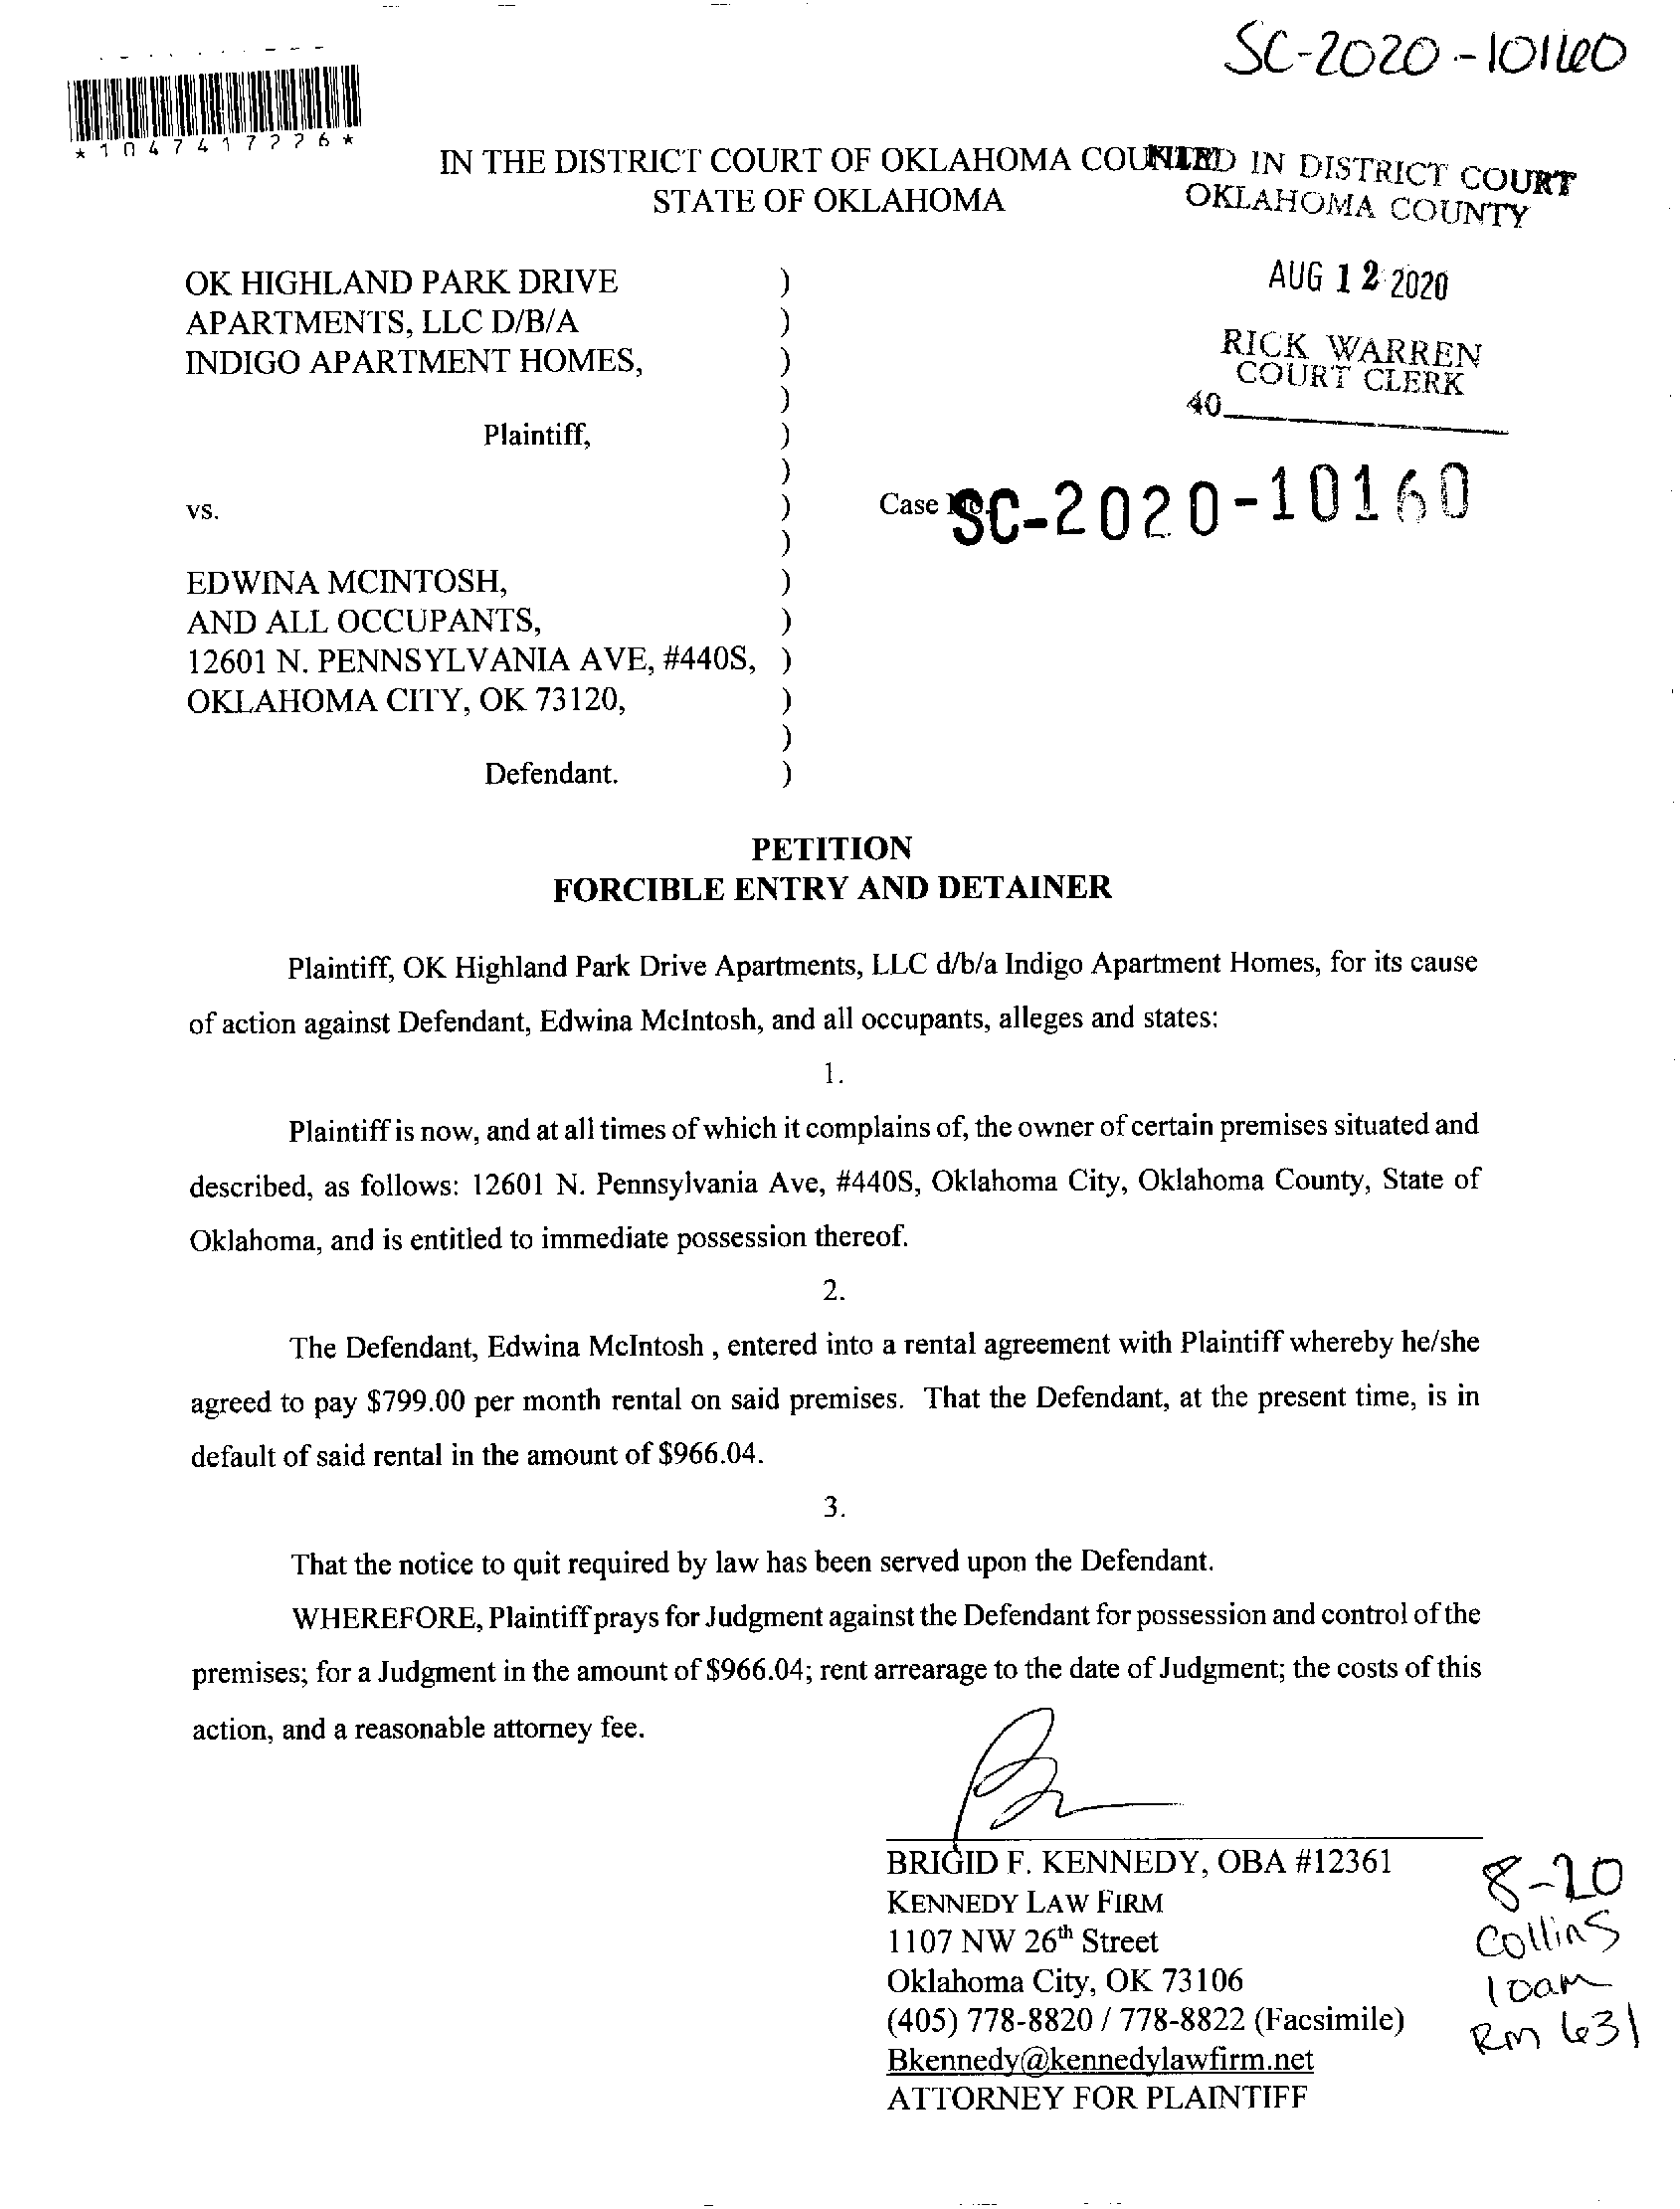 SC-2020-10160
*1047417226*
IN THE DISTRICT COURT OF OKLAHOMA COUNTY
STATE OF OKLAHOMA
FILED IN DISTRICT COURT
OKLAHOMA COUNTY
AUG 12 2020
RICK WARREN
COURT CLERK
40
OK HIGHLAND PARK DRIVE )
APARTMENTS, LLC D/B/A )
INDIGO APARTMENT HOMES, )
)
Plaintiff, )
)
vs. ) Case No. SC-2020-10160
)
EDWINA MCINTOSH, )
AND ALL OCCUPANTS, )
12601 N. PENNSYLVANIA AVE, #440S, )
OKLAHOMA CITY, OK 73120, )
)
Defendant. )
PETITION
FORCIBLE ENTRY AND DETAINER
Plaintiff, OK Highland Park Drive Apartments, LLC d/b/a Indigo Apartment Homes, for its cause
of action against Defendant, Edwina McIntosh, and all occupants, alleges and states:
1.
Plaintiff is now, and at all times of which it complains of, the owner of certain premises situated and
described, as follows: 12601 N. Pennsylvania Ave, #440S, Oklahoma City, Oklahoma County, State of
Oklahoma, and is entitled to immediate possession thereof.
2.
The Defendant, Edwina McIntosh , entered into a rental agreement with Plaintiff whereby he/she
agreed to pay $799.00 per month rental on said premises. That the Defendant, at the present time, is in
default of said rental in the amount of $966.04.
3.
That the notice to quit required by law has been served upon the Defendant.
WHEREFORE, Plaintiff prays for Judgment against the Defendant for possession and control of the
premises; for a Judgment in the amount of $966.04; rent arrearage to the date of Judgment; the costs of this
action, and a reasonable attorney fee.
BRIGID F. KENNEDY, OBA #12361
KENNEDY LAW FIRM
1107 NW 26th Street
Oklahoma City, OK 73106
(405) 778-8820 / 778-8822 (Facsimile)
Bkennedy@kennedylawfirm.net
ATTORNEY FOR PLAINTIFF
8-20
Collins
10am
Rm 631